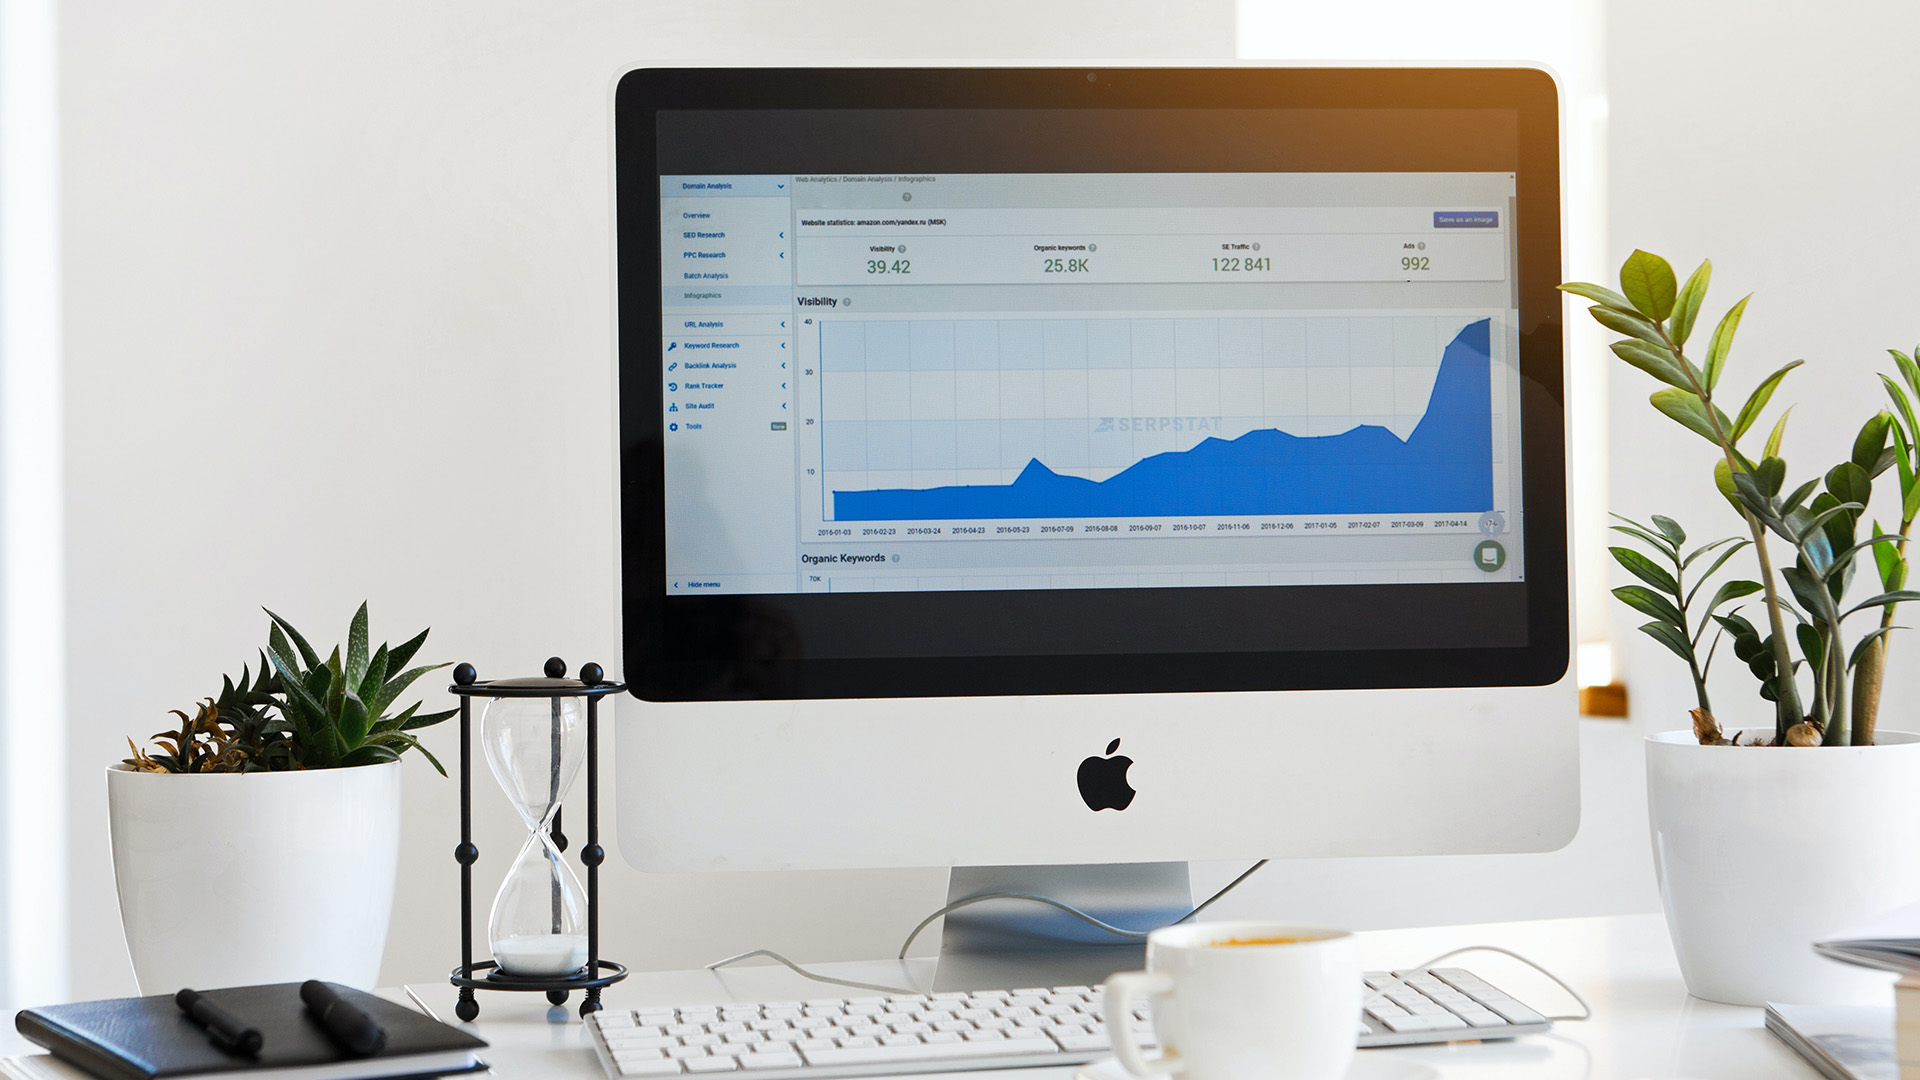 Domain Analysis
Overview
SEO Research
PPC Research
Batch Analysis
Infographics
URL Analysis
Keyword Research
Backlink Analysis
Rank Tracker
Site Audit
Tools
New
Hide menu
Web Analytics / Domain Analysis / Infographics
Website statistics: amazon.com/yandex.ru (MSK)
Save as an image
Visibility
Organic keywords
SE Traffic
Ads
39.42
25.8K
122 841
992
Visibility
40
30
20
10
SERPSTAT
2016-01-03 2016-02-23 2016-03-24 2016-04-23 2016-05-23 2016-07-09 2016-08-08 2016-09-07 2016-10-07 2016-11-06 2016-12-06 2017-01-05 2017-02-07 2017-03-09 2017-04-14
Organic Keywords
70K